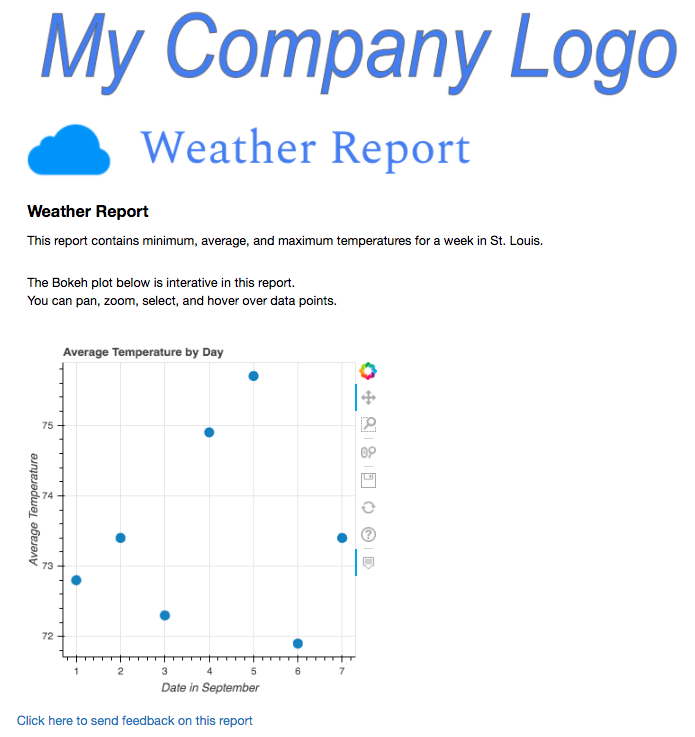 My Company Logo
Weather Report
Weather Report
This report contains minimum, average, and maximum temperatures for a week in St. Louis.
The Bokeh plot below is interative in this report.
You can pan, zoom, select, and hover over data points.
Average Temperature by Day
75
74
73
72
Average Temperature
1 2 3 4 5 6 7
Date in September
Click here to send feedback on this report